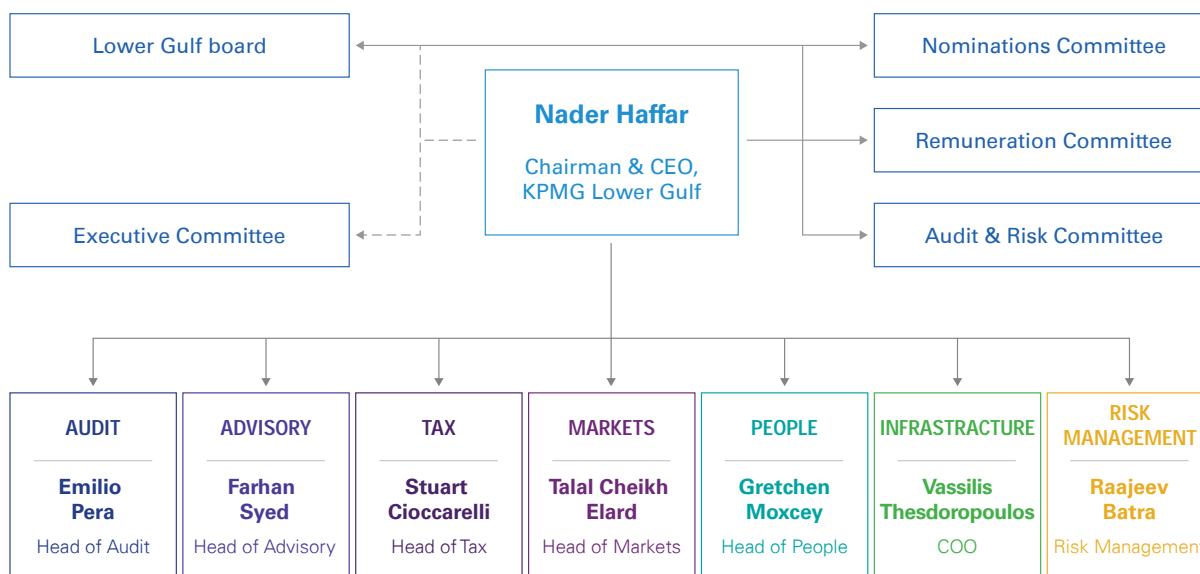 Lower Gulf board
Nominations Committee
Nader Haffar
Chairman & CEO,
KPMG Lower Gulf
Remuneration Committee
Executive Committee
Audit & Risk Committee
AUDIT
Emilio
Pera
Head of Audit
ADVISORY
Farhan
Syed
Head of Advisory
TAX
Stuart
Cioccarelli
Head of Tax
MARKETS
Talal Cheikh
Elard
Head of Markets
PEOPLE
Gretchen
Moxcey
Head of People
INFRASTRACTURE
Vassilis
Thesdoropoulos
COO
RISK
MANAGEMENT
Raajeev
Batra
Risk Management